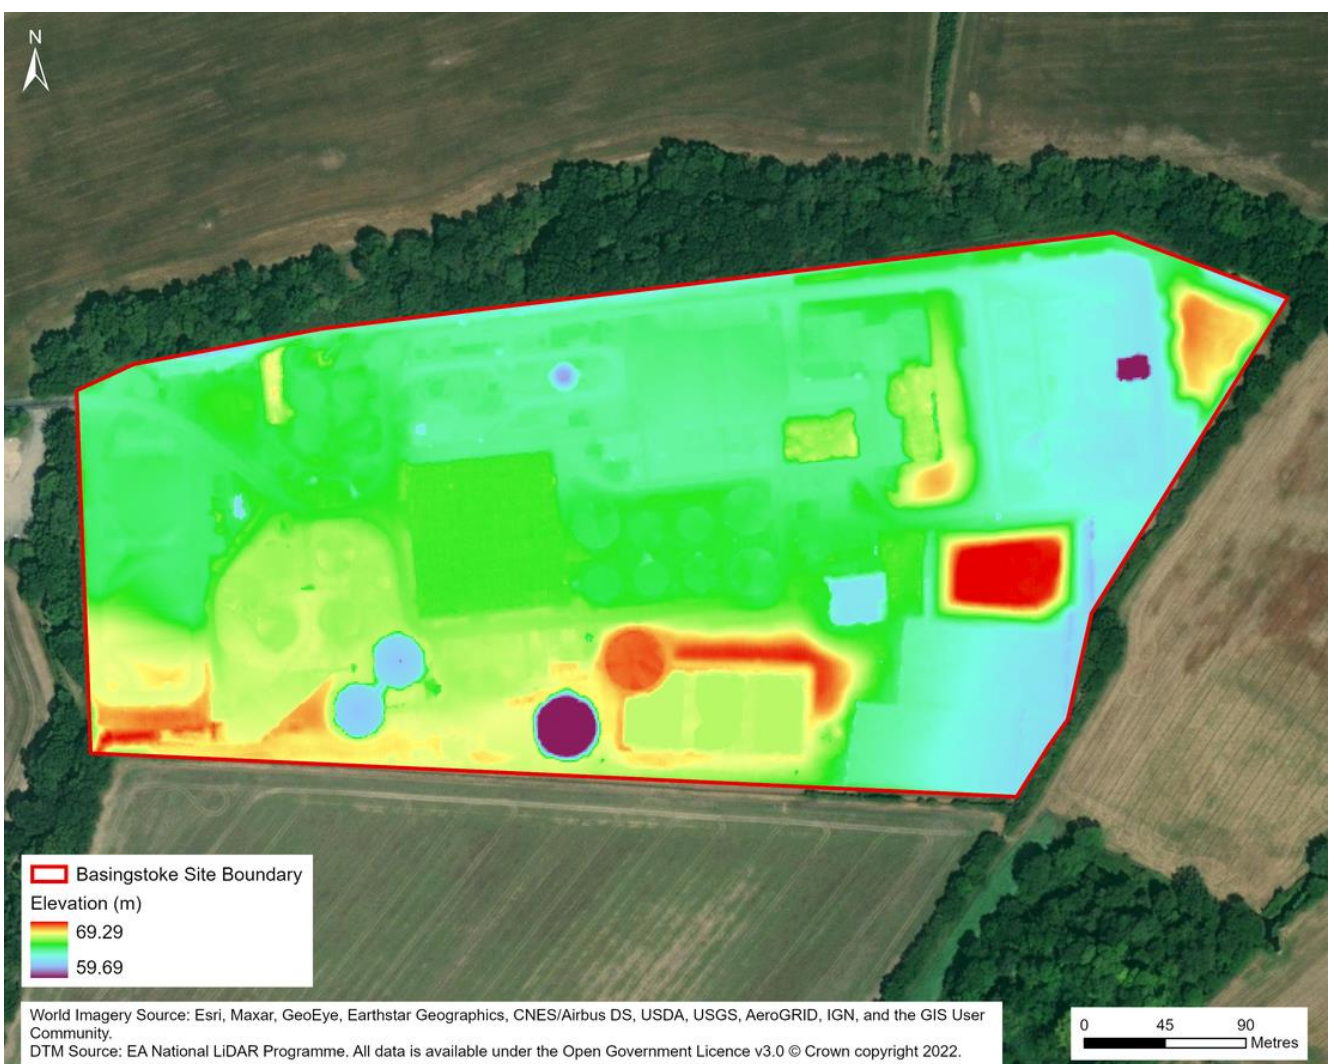 N
Basingstoke Site Boundary
Elevation (m)
69.29
59.69
World Imagery Source: Esri, Maxar, GeoEye, Earthstar Geographics, CNES/Airbus DS, USDA, USGS, AeroGRID, IGN, and the GIS User
Community.
DTM Source: EA National LiDAR Programme. All data is available under the Open Government Licence v3.0 © Crown copyright 2022.
0 45 90
Metres